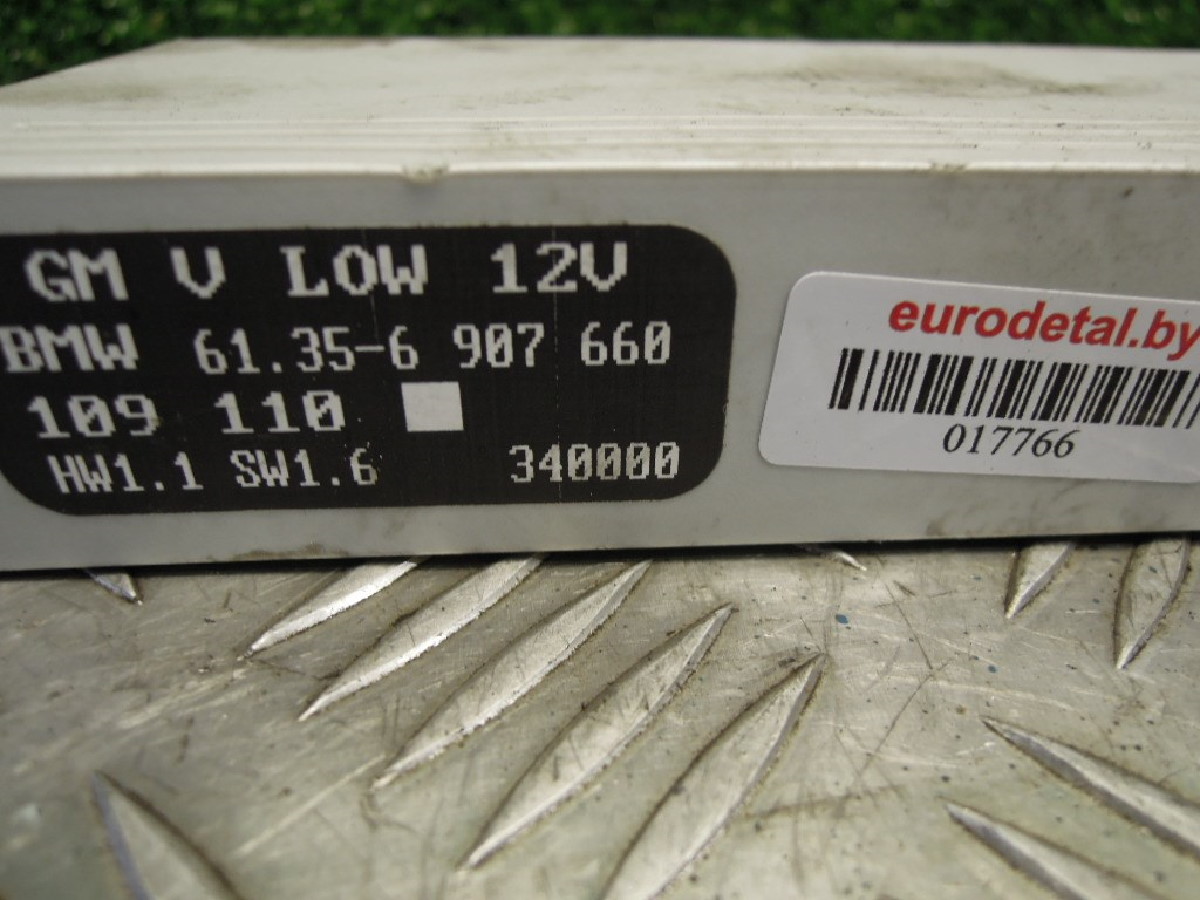 GM V LOW 12V
BMW 61.35-6 907 660
109 110
HW1.1 SW1.6 340000
eurodetal.by
017766